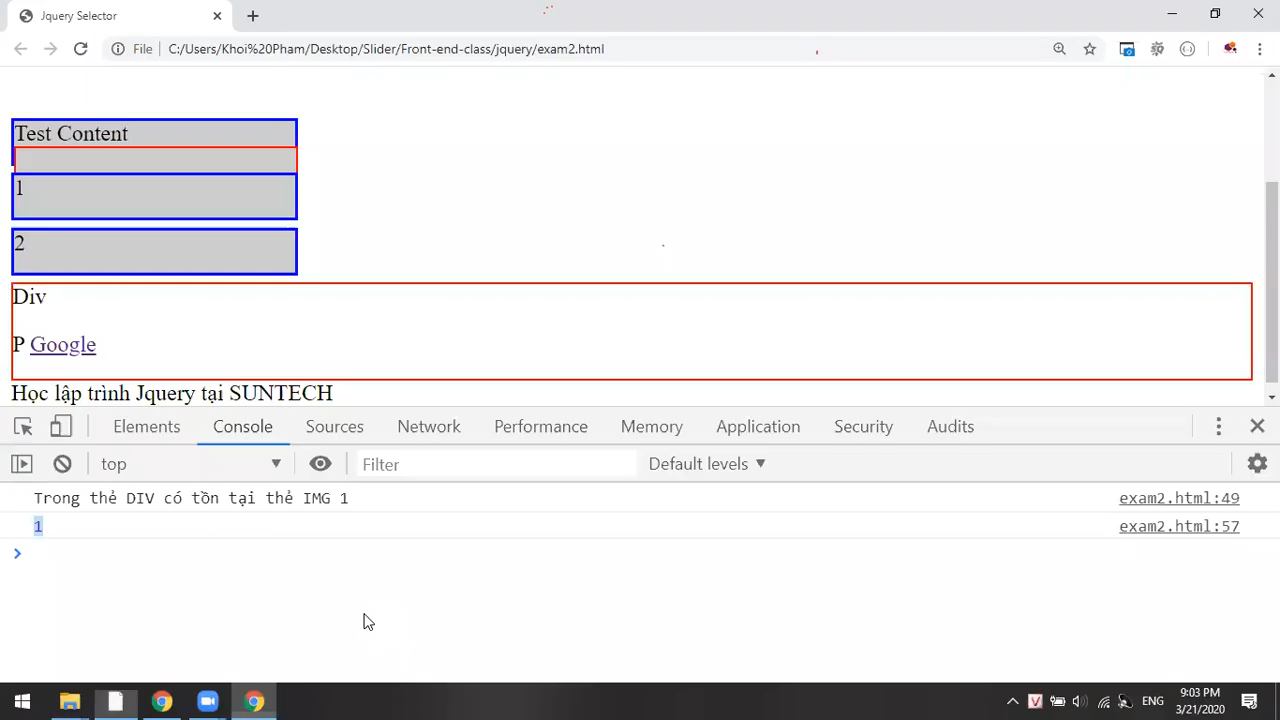 Jquery Selector
File C:/Users/Khoi%20Pham/Desktop/Slider/Front-end-class/jquery/exam2.html
Test Content
1
2
Div
P Google
Học lập trình Jquery tại SUNTECH
Elements Console Sources Network Performance Memory Application Security Audits
top Filter Default levels
Trong thẻ DIV có tồn tại thẻ IMG 1 exam2.html:49
1 exam2.html:57
ENG
9:03 PM
3/21/2020